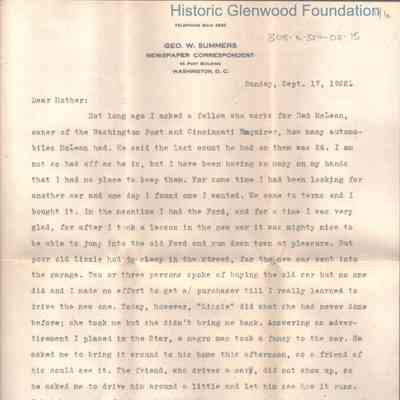 Historic Glenwood Foundation
TELEPHONE MAIN
GEO. W. SUMMERS
NEWSPAPER CORRESPONDENT
POST BUILDING
WASHINGTON, D. C.
Sunday, Sept. 17, 1922.
Dear Mother:
Not long ago I asked a fellow who works for Ned McLean,
owner of the Washington Post and Cincinnati Enquirer, how many automo-
biles McLean had. He said the last count he had on them was 24. I am
not so bad off as he is, but I have been having so many on my hands
that I had no place to keep them. For some time I had been looking for
another car and one day I found one I wanted. We came to terms and I
bought it. In the meantime I had the Ford, and for a time I was very
glad, for after I took a lesson in the new car it was mighty nice to
be able to jump into the old Ford and run down town at pleasure. But
poor old Lizzie had to sleep in the street, for the new car went into
the garage. Two or three persons spoke of buying the old car but no one
did and I made no effort to get a/ purchaser till I really learned to
drive the new one. Today, however, "Lizzie" did what she had never done
before; she took me but she didn't bring me back. Answering an adver-
tisement I placed in the Star, a negro man took a fancy to the car. He
asked me to bring it around to his home this afternoon, so a friend of
his could see it. The friend, who drives a car, did not show up, so
he asked me to drive him around a little and let him see how it runs.